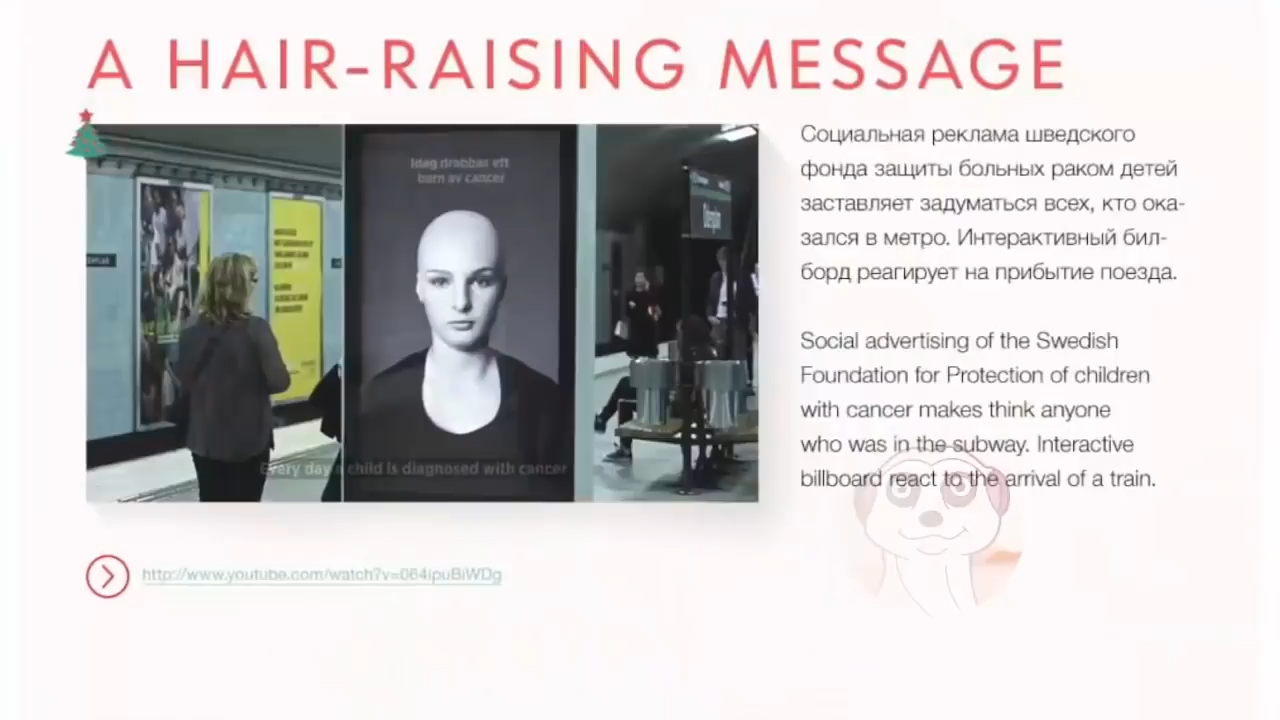 A HAIR-RAISING MESSAGE
Idag drabbas ett
barn av cancer
Every day a child is diagnosed with cancer
Социальная реклама шведского
фонда защиты больных раком детей
заставляет задуматься всех, кто ока-
зался в метро. Интерактивный бил-
борд реагирует на прибытие поезда.
Social advertising of the Swedish
Foundation for Protection of children
with cancer makes think anyone
who was in the subway. Interactive
billboard react to the arrival of a train.
http://www.youtube.com/watch?v=064ipuBiWDg